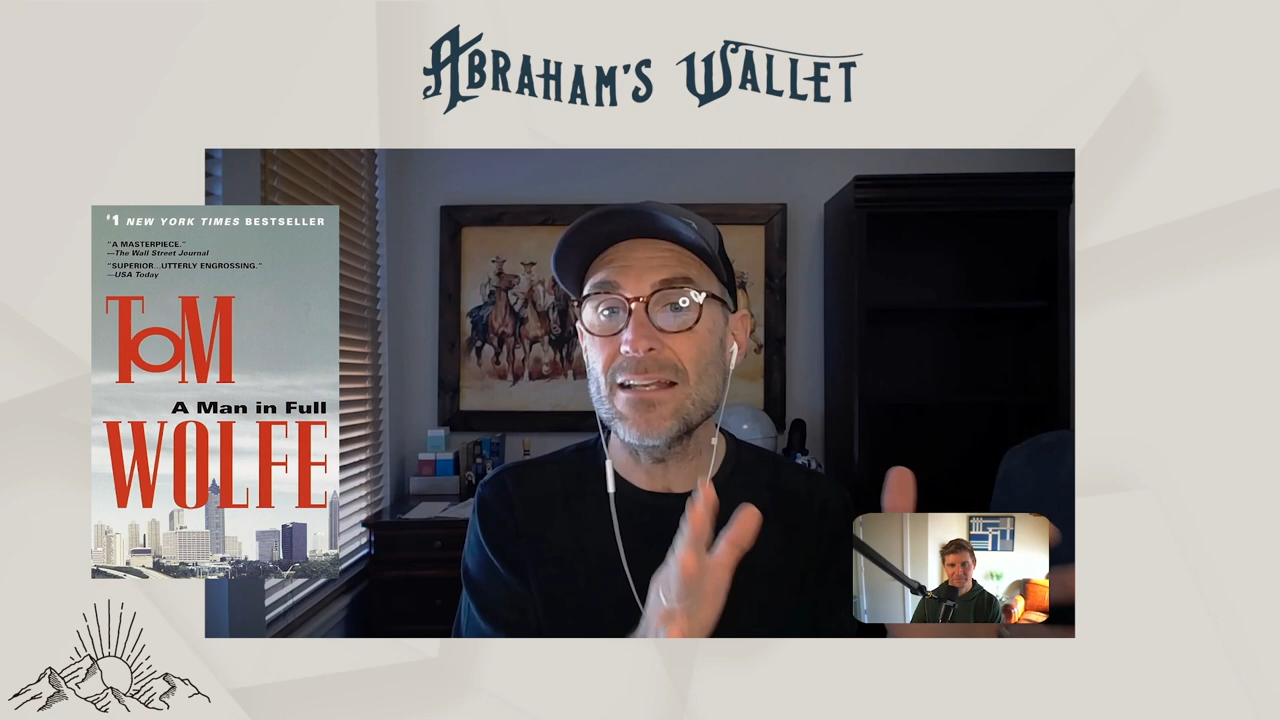 ABRAHAM'S WALLET
#1 NEW YORK TIMES BESTSELLER
"A MASTERPIECE."
—The Wall Street Journal
"SUPERIOR...UTTERLY ENGROSSING."
—USA Today
TOM
A Man in Full
WOLFE